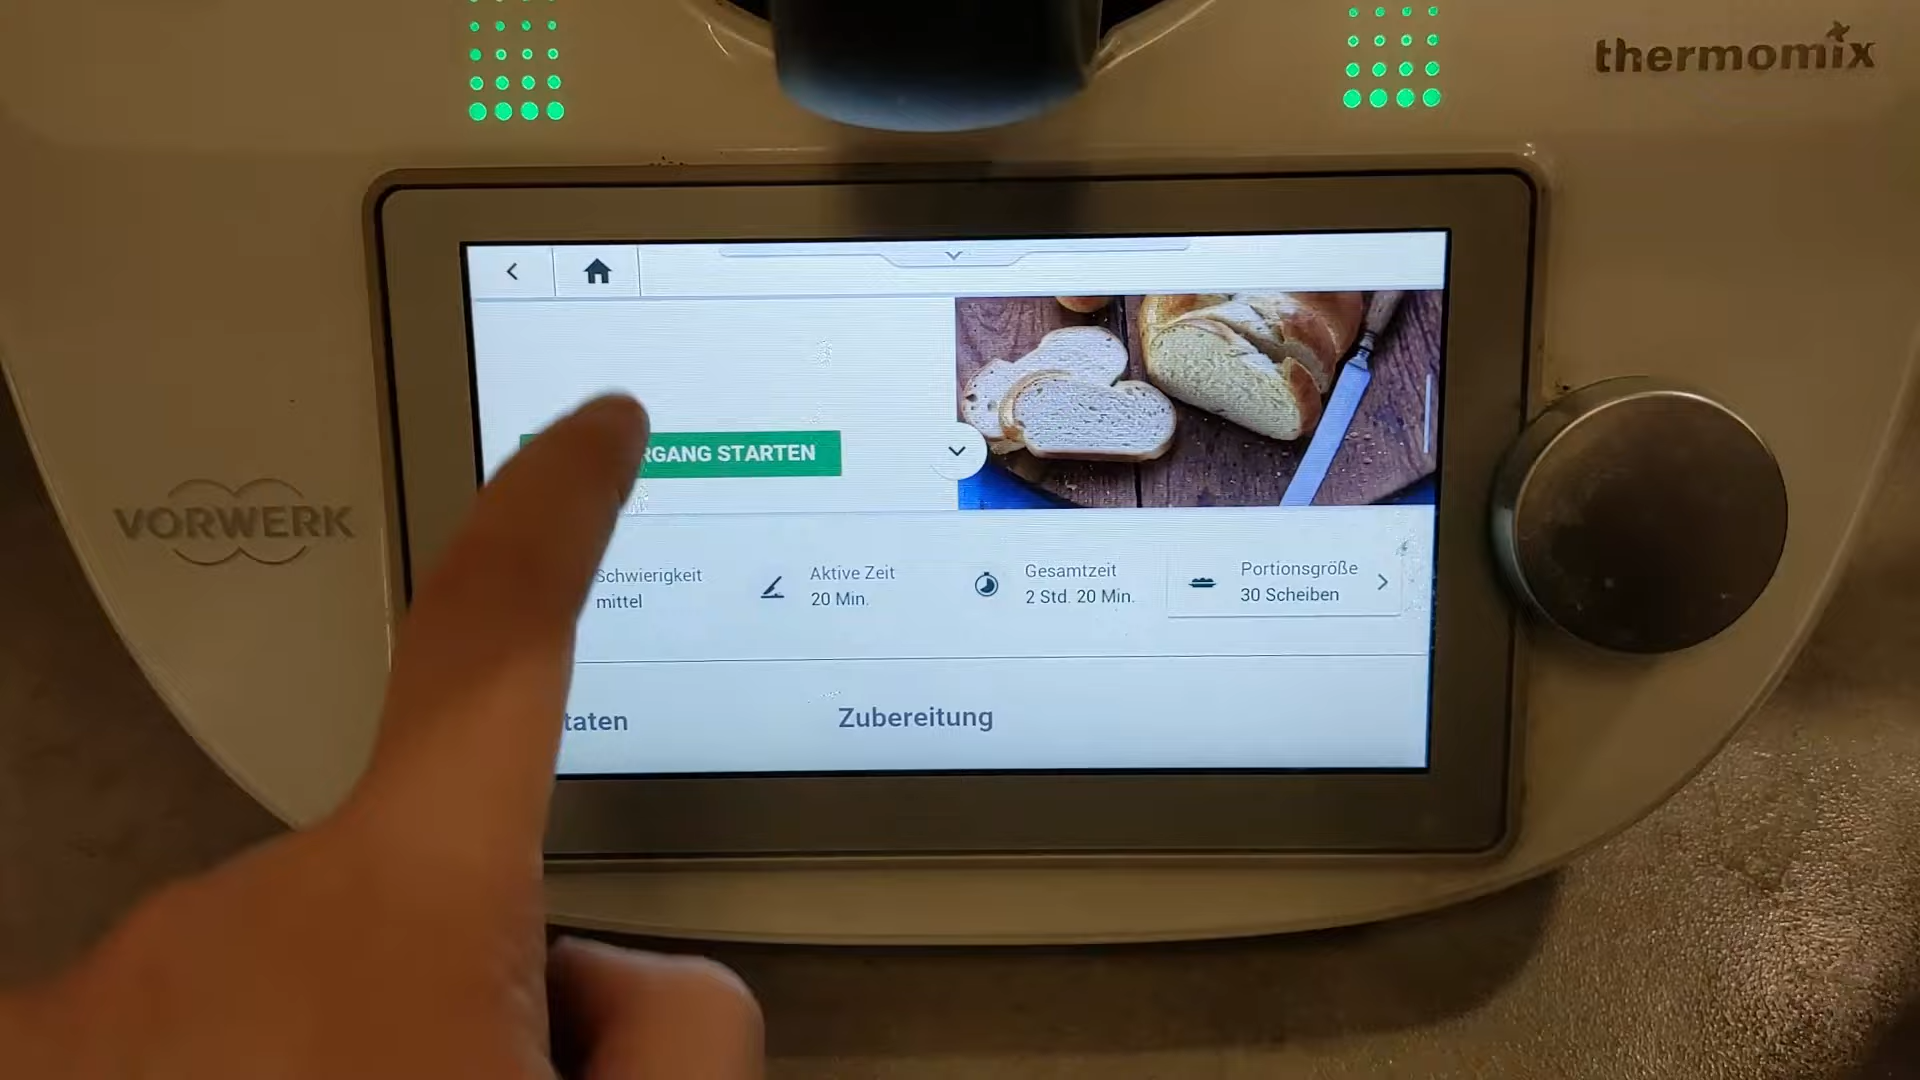 thermomix
VORWERK
RGANG STARTEN
Schwierigkeit
mittel
Aktive Zeit
20 Min.
Gesamtzeit
2 Std. 20 Min.
Portionsgröße
30 Scheiben
taten
Zubereitung